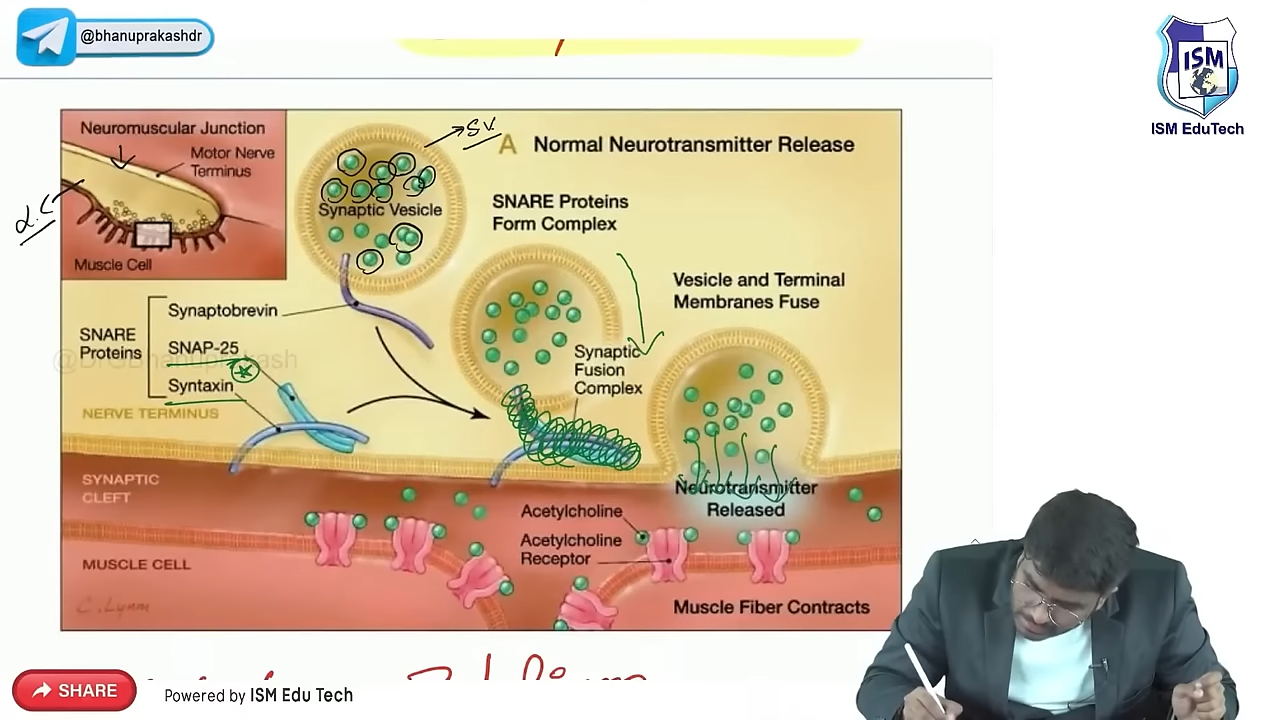 @bhanuprakashdr
ISM
ISM EduTech
Neuromuscular Junction
Motor Nerve
Terminus
Muscle Cell
SV
A Normal Neurotransmitter Release
Synaptic Vesicle
SNARE Proteins
Form Complex
Vesicle and Terminal
Membranes Fuse
SNARE
Proteins
Synaptobrevin
SNAP-25
Syntaxin
Synaptic
Fusion
Complex
NERVE TERMINUS
SYNAPTIC
CLEFT
Neurotransmitter
Released
Acetylcholine
Acetylcholine
Receptor
MUSCLE CELL
Muscle Fiber Contracts
C. Lynm
SHARE
Powered by ISM Edu Tech